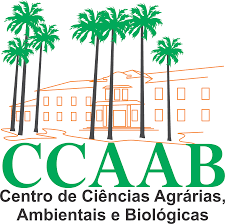 CCAAB
Centro de Ciências Agrárias,
Ambientais e Biológicas